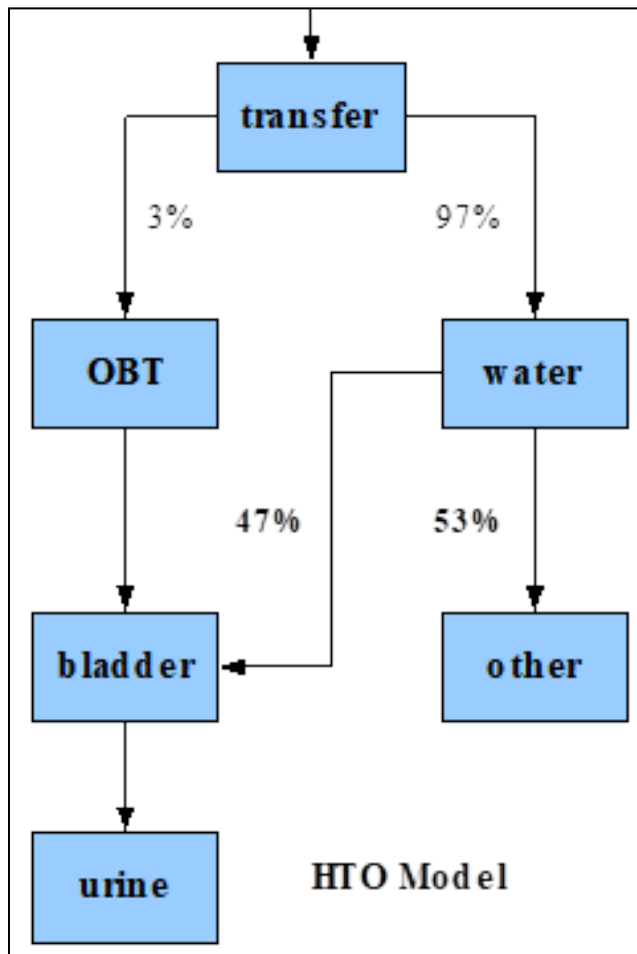 transfer
3%
97%
OBT
water
47%
53%
bladder
other
urine
HTO Model